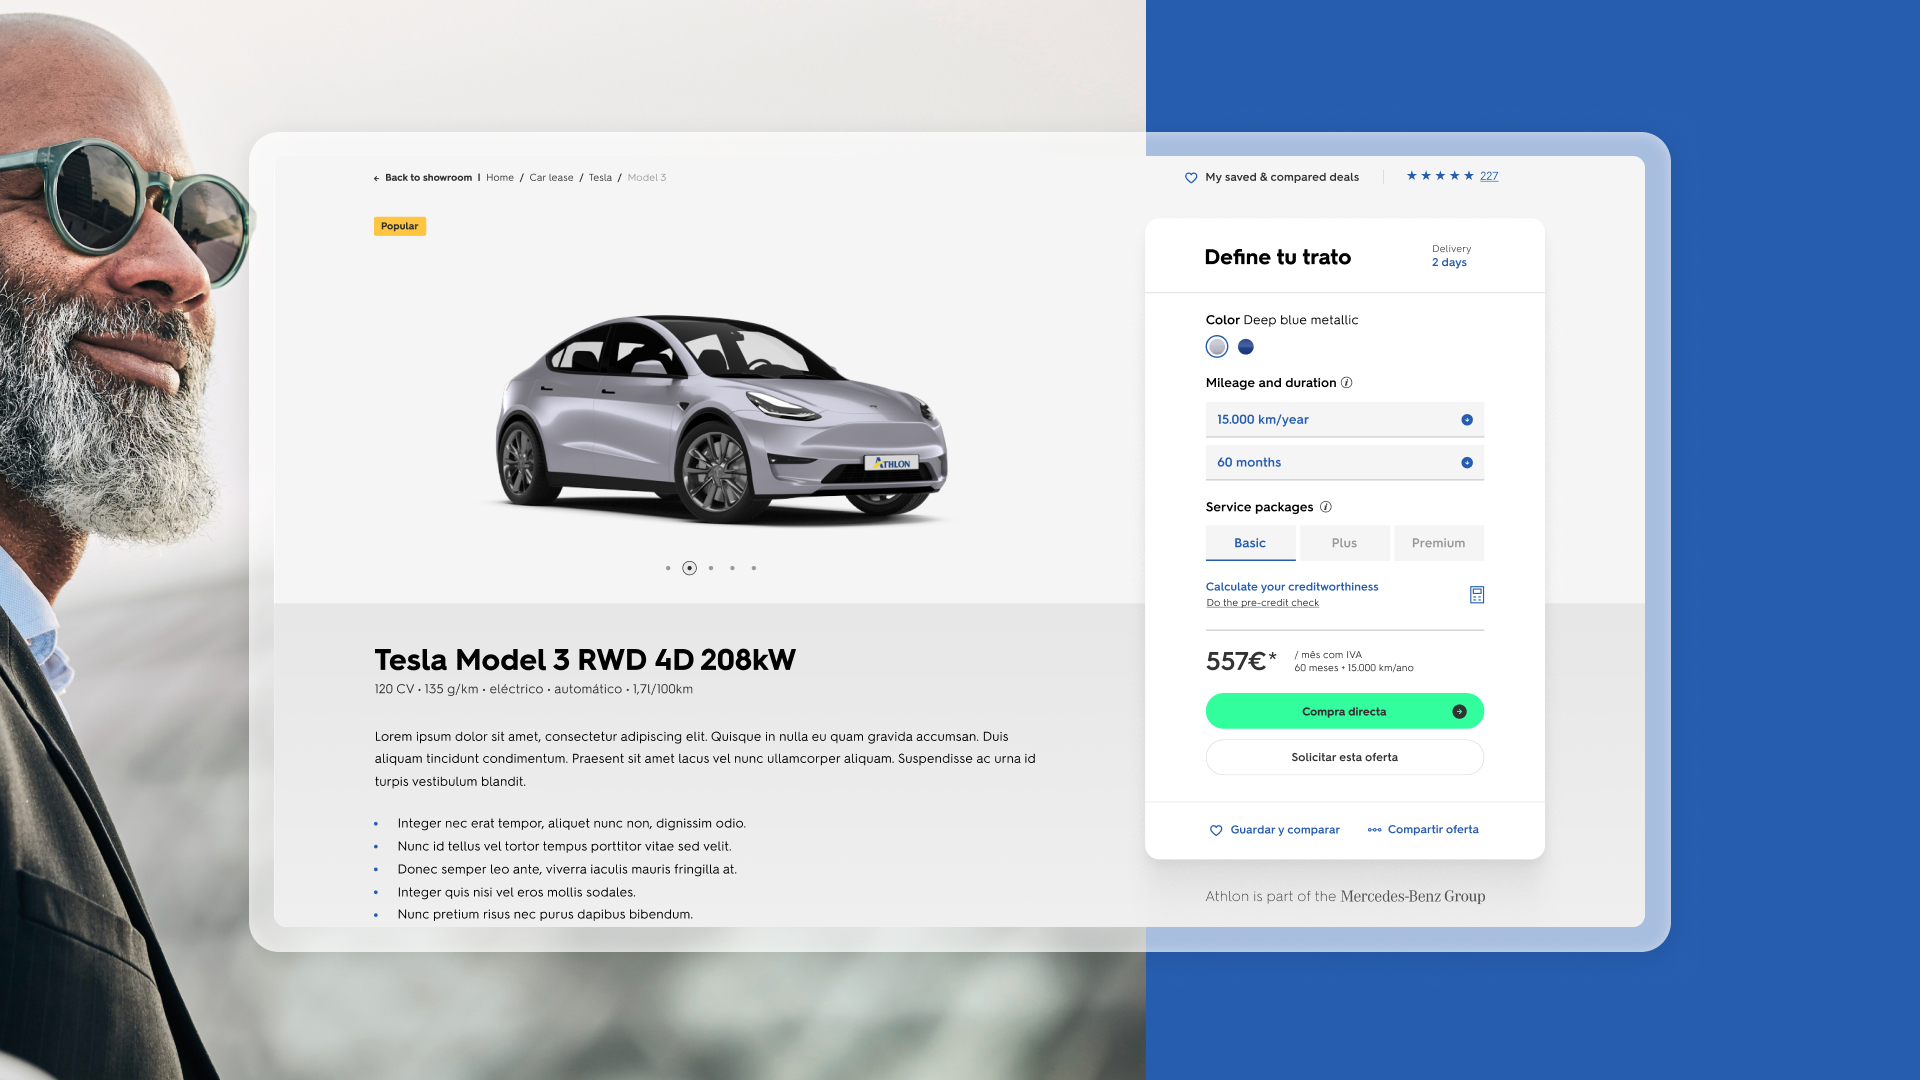 ← Back to showroom | Home / Car lease / Tesla / Model 3
My saved & compared deals
★★★★★ 227
Popular
ATHLON
Tesla Model 3 RWD 4D 208kW
120 CV • 135 g/km • eléctrico • automático • 1,7l/100km
Lorem ipsum dolor sit amet, consectetur adipiscing elit. Quisque in nulla eu quam gravida accumsan. Duis
aliquam tincidunt condimentum. Praesent sit amet lacus vel nunc ullamcorper aliquam. Suspendisse ac urna id
turpis vestibulum blandit.
• Integer nec erat tempor, aliquet nunc non, dignissim odio.
• Nunc id tellus vel tortor tempus porttitor vitae sed velit.
• Donec semper leo ante, viverra iaculis mauris fringilla at.
• Integer quis nisi vel eros mollis sodales.
• Nunc pretium risus nec purus dapibus bibendum.
Define tu trato
Delivery
2 days
Color Deep blue metallic
Mileage and duration
15.000 km/year
60 months
Service packages
Basic
Plus
Premium
Calculate your creditworthiness
Do the pre-credit check
557€*
/ mês com IVA
60 meses • 15.000 km/ano
Compra directa
Solicitar esta oferta
Guardar y comparar
Compartir oferta
Athlon is part of the Mercedes-Benz Group